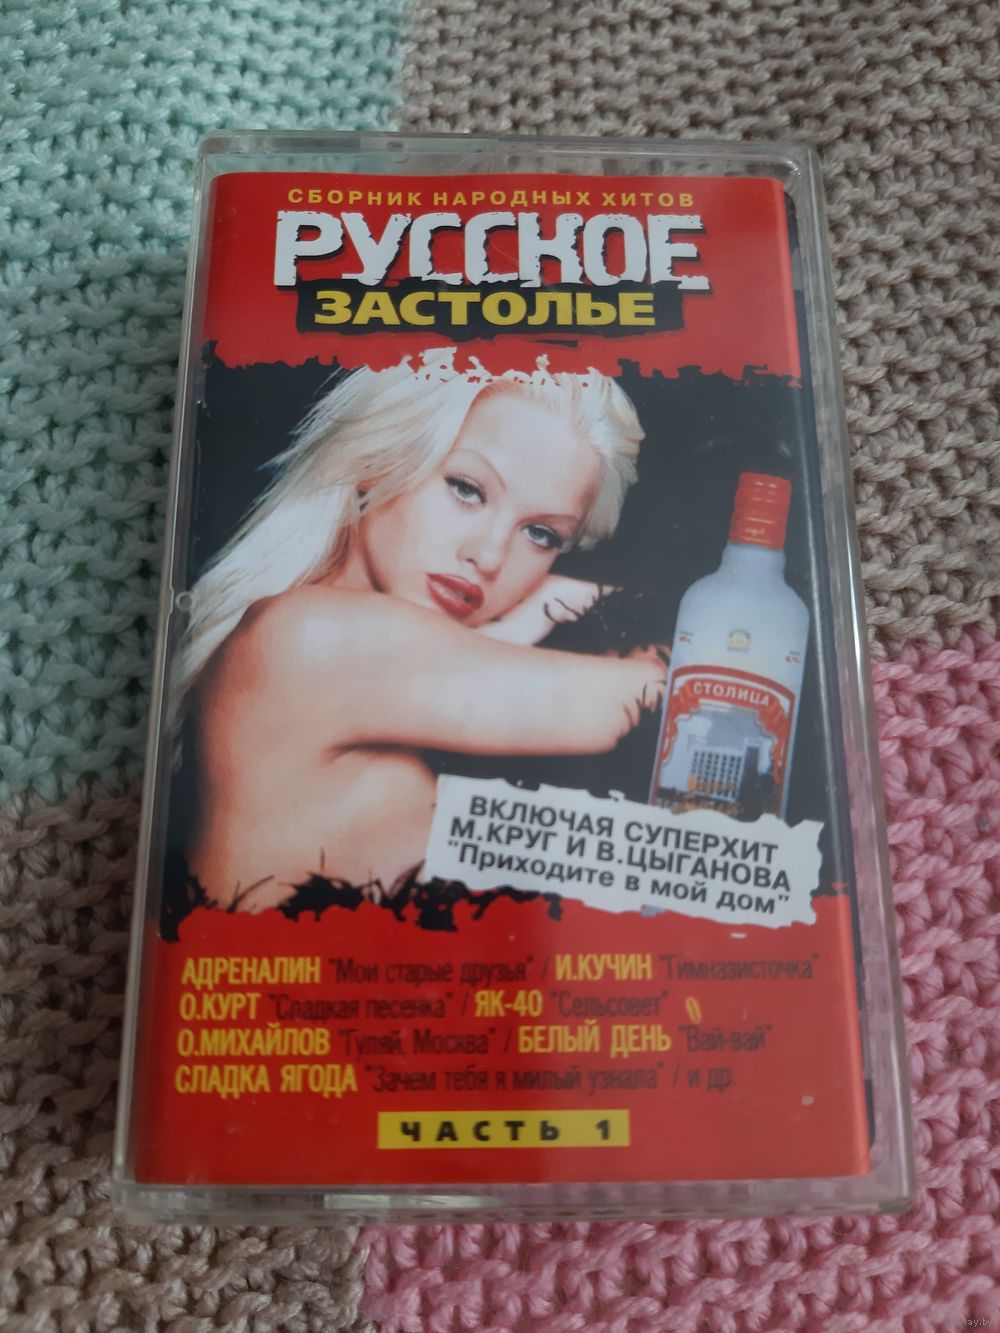 СБОРНИК НАРОДНЫХ ХИТОВ
РУССКОЕ
ЗАСТОЛЬЕ
СТОЛИЦА
ВКЛЮЧАЯ СУПЕРХИТ
М.КРУГ И В.ЦЫГАНОВА
"Приходите в мой дом"
АДРЕНАЛИН "Мои старые друзья" / И.КУЧИН "Гимназисточка"
О.КУРТ "Сладкая песенка" / ЯК-40 "Сельсовет"
О.МИХАЙЛОВ "Гуляй, Москва" / БЕЛЫЙ ДЕНЬ "Вай-вай"
СЛАДКА ЯГОДА "Зачем тебя я милый узнала" / и др.
ЧАСТЬ 1